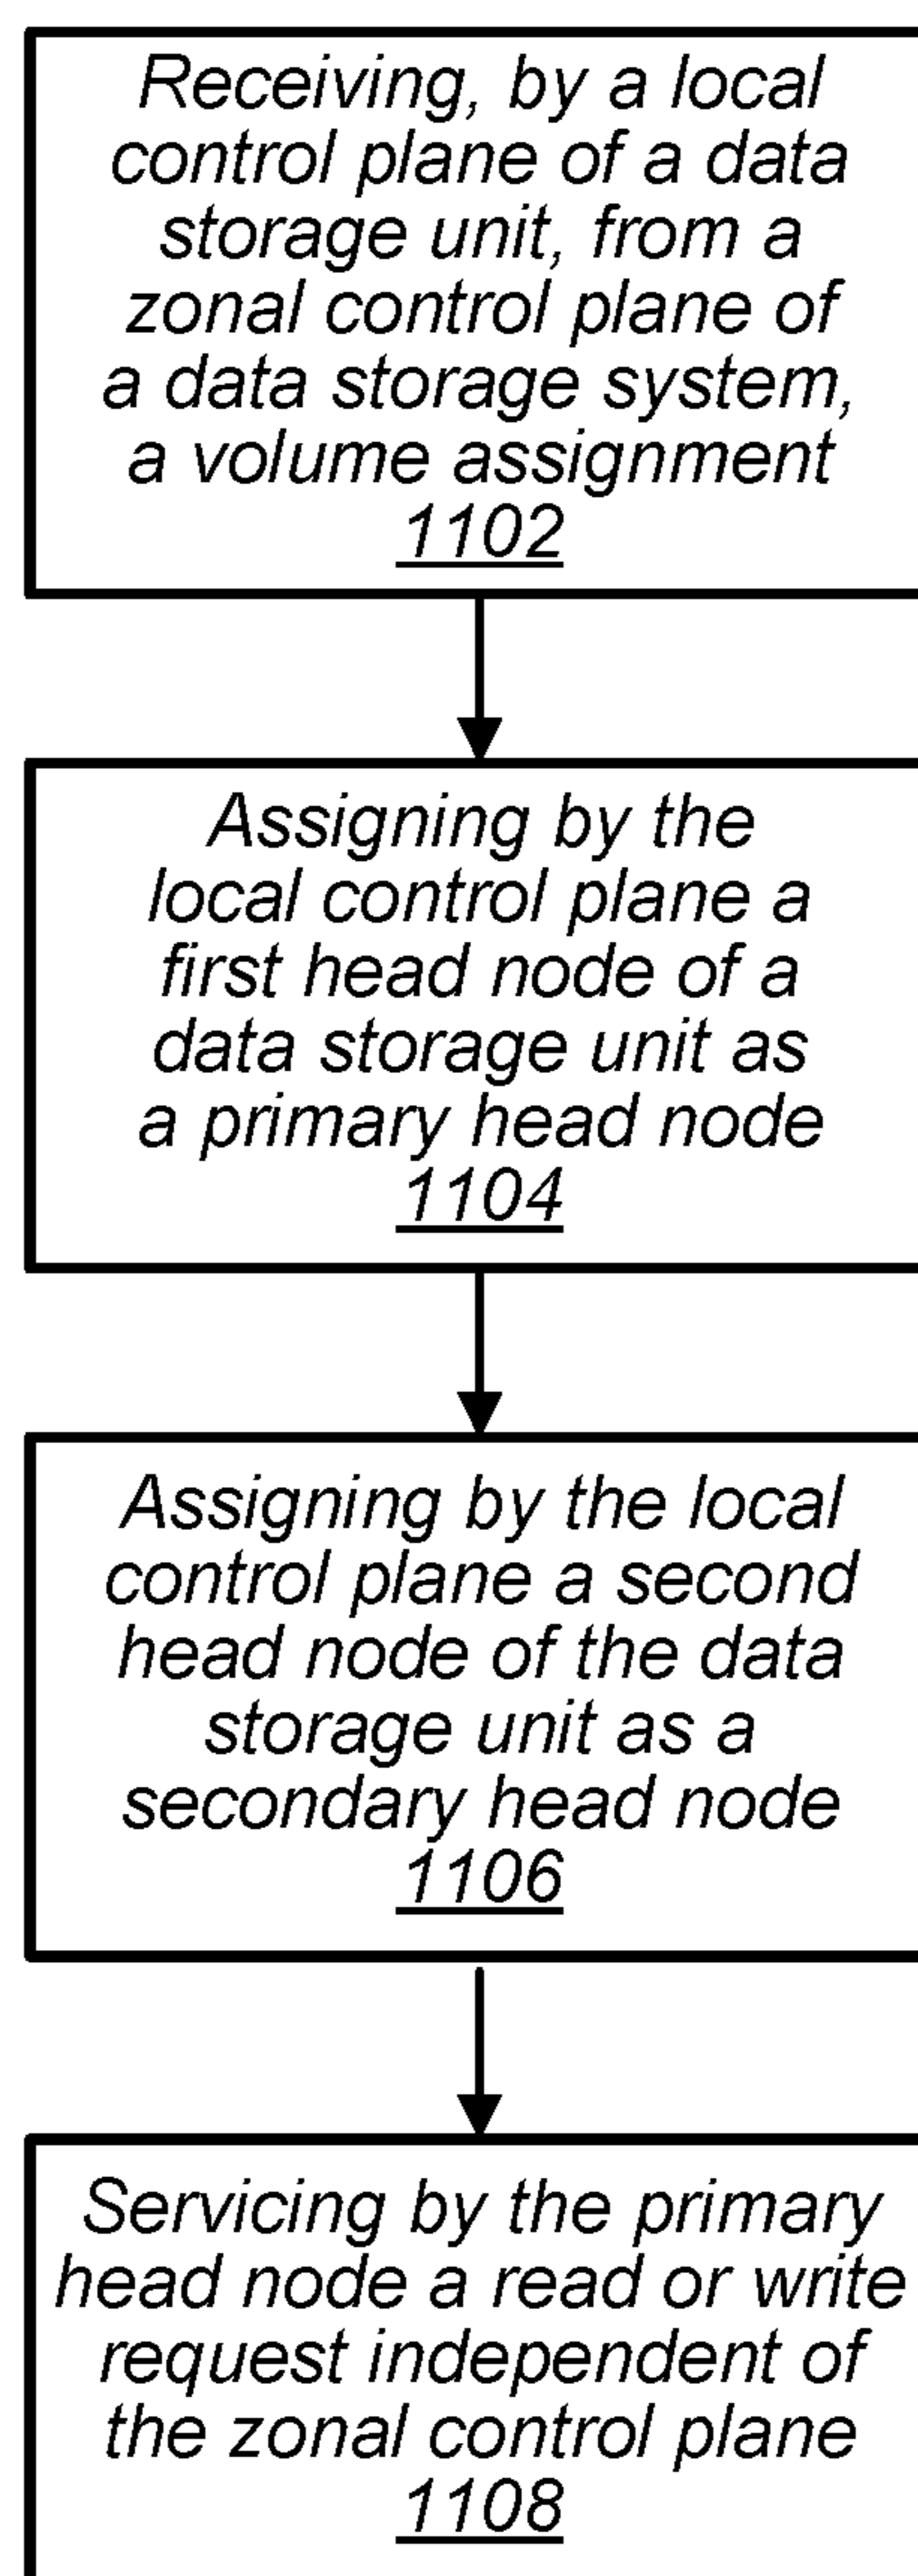 Receiving, by a local
control plane of a data
storage unit, from a
zonal control plane of
a data storage system,
a volume assignment
1102
Assigning by the
local control plane a
first head node of a
data storage unit as
a primary head node
1104
Assigning by the local
control plane a second
head node of the data
storage unit as a
secondary head node
1106
Servicing by the primary
head node a read or write
request independent of
the zonal control plane
1108